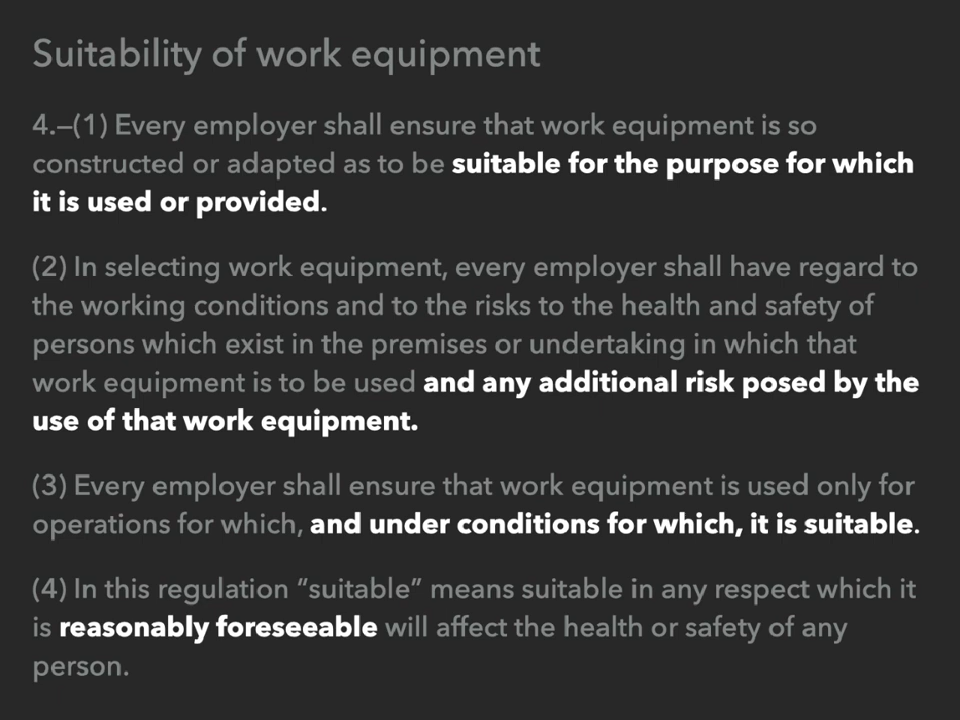 Suitability of work equipment
4.–(1) Every employer shall ensure that work equipment is so
constructed or adapted as to be suitable for the purpose for which
it is used or provided.
(2) In selecting work equipment, every employer shall have regard to
the working conditions and to the risks to the health and safety of
persons which exist in the premises or undertaking in which that
work equipment is to be used and any additional risk posed by the
use of that work equipment.
(3) Every employer shall ensure that work equipment is used only for
operations for which, and under conditions for which, it is suitable.
(4) In this regulation “suitable” means suitable in any respect which it
is reasonably foreseeable will affect the health or safety of any
person.